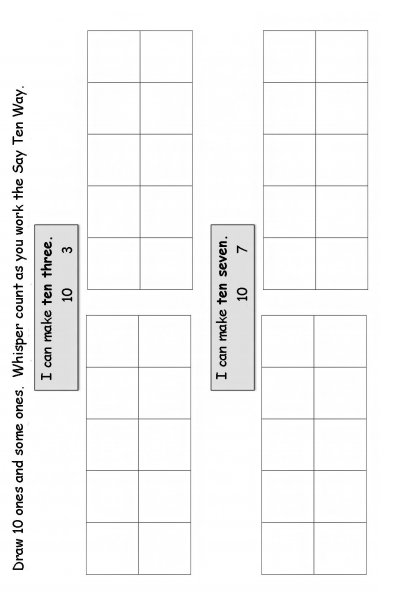 Draw 10 ones and some ones. Whisper count as you work the Say Ten Way.
I can make ten three.
10 3
I can make ten seven.
10 7